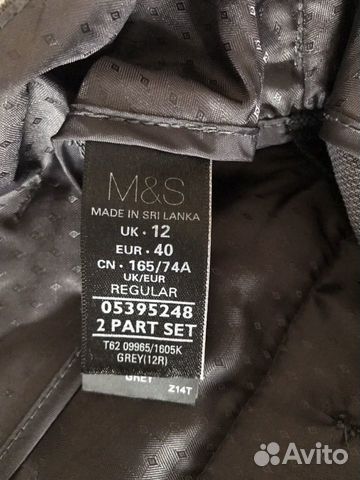 M&S
MADE IN SRI LANKA
UK · 12
EUR · 40
CN · 165/74A
UK/EUR
REGULAR
05395248
2 PART SET
T62 09965/1605K
GREY(12R)
GREY
Z14T
Avito